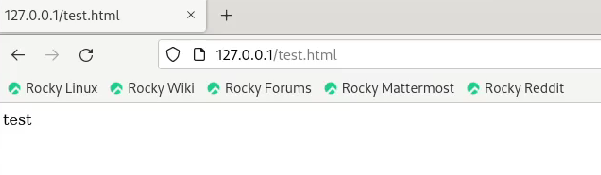 127.0.0.1/test.html
127.0.0.1/test.html
Rocky Linux Rocky Wiki Rocky Forums Rocky Mattermost Rocky Reddit
test